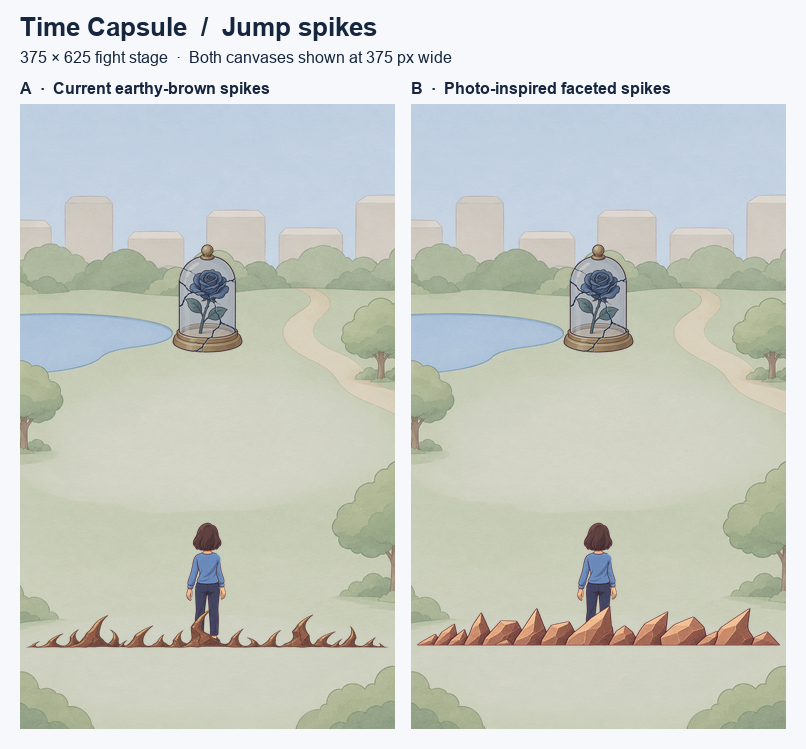 Time Capsule / Jump spikes
375 × 625 fight stage · Both canvases shown at 375 px wide
A · Current earthy-brown spikes
B · Photo-inspired faceted spikes